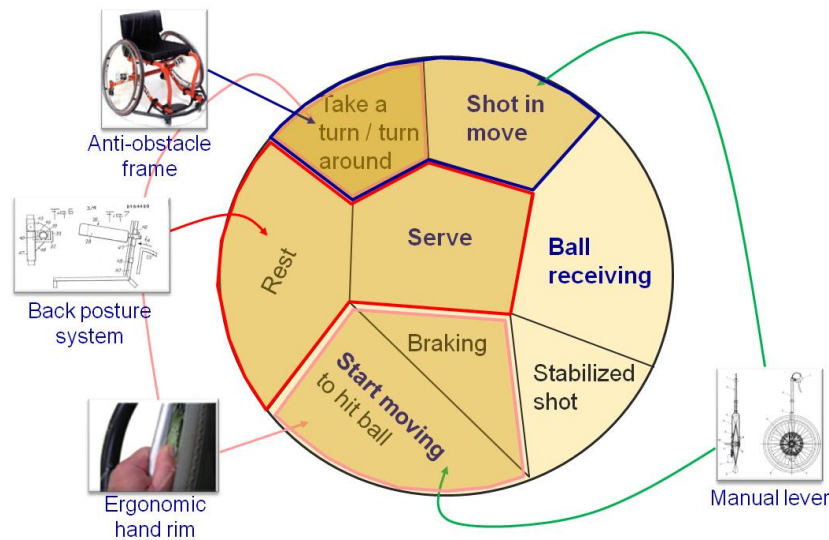 Take a
turn / turn
around
Shot in
move
Anti-obstacle
frame
Serve
Ball
receiving
Rest
Back posture
system
Braking
Start moving
to hit ball
Stabilized
shot
Ergonomic
hand rim
Manual lever